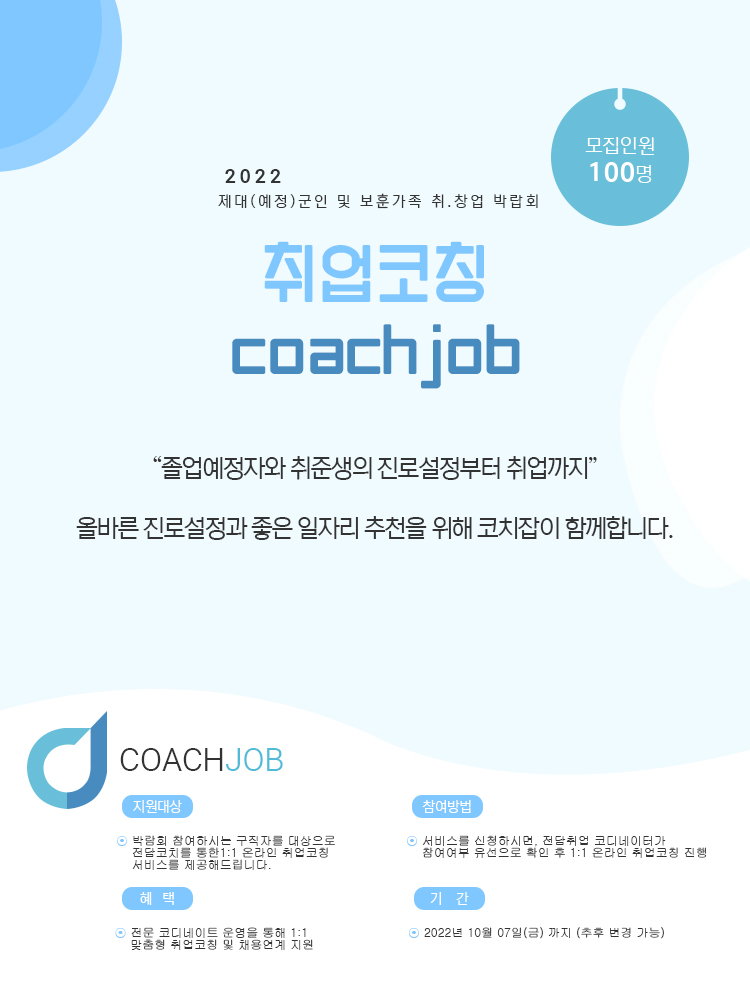 모집인원
100명
2022
제대(예정)군인 및 보훈가족 취.창업 박람회
취업코칭
coach job
“졸업예정자와 취준생의 진로설정부터 취업까지”
올바른 진로설정과 좋은 일자리 추천을 위해 코치잡이 함께합니다.
COACHJOB
지원대상
박람회 참여하시는 구직자를 대상으로
전담코치를 통한1:1 온라인 취업코칭
서비스를 제공해드립니다.
참여방법
서비스를 신청하시면, 전담취업 코디네이터가
참여여부 유선으로 확인 후 1:1 온라인 취업코칭 진행
혜 택
전문 코디네이트 운영을 통해 1:1
맞춤형 취업코칭 및 채용연계 지원
기 간
2022년 10월 07일(금) 까지 (추후 변경 가능)